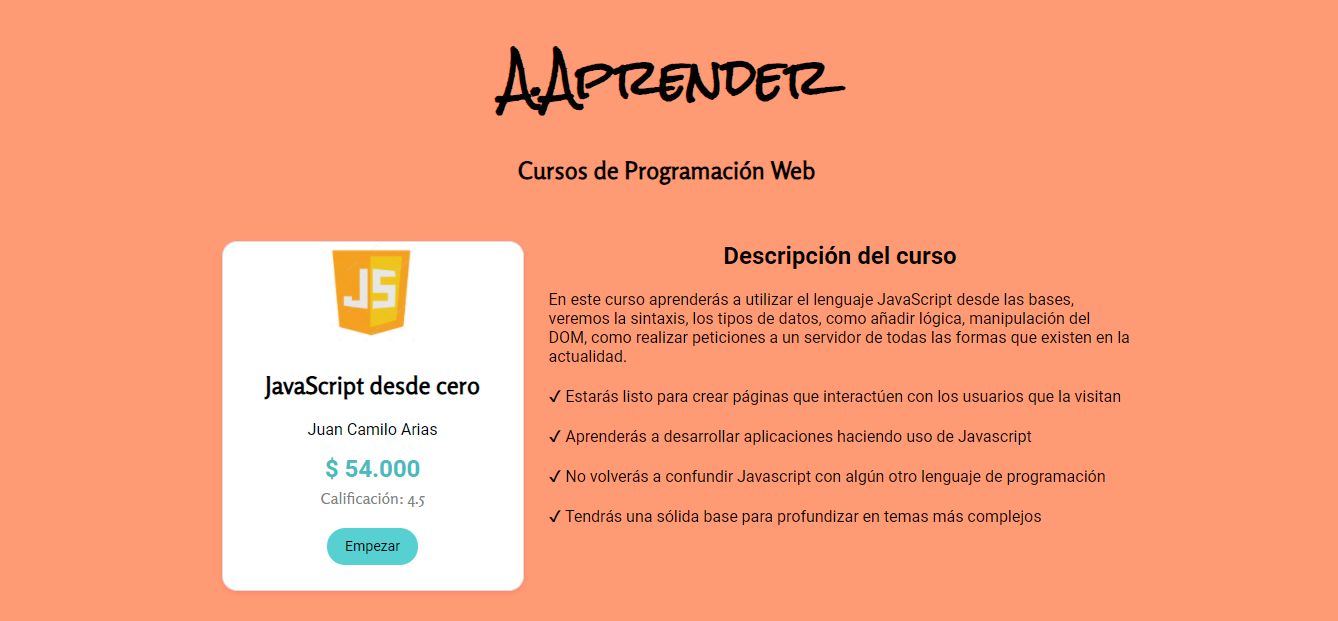 A.Aprender
Cursos de Programación Web
JS
JavaScript desde cero
Juan Camilo Arias
$ 54.000
Calificación: 4.5
Empezar
Descripción del curso
En este curso aprenderás a utilizar el lenguaje JavaScript desde las bases,
veremos la sintaxis, los tipos de datos, como añadir lógica, manipulación del
DOM, como realizar peticiones a un servidor de todas las formas que existen en la
actualidad.
✓ Estarás listo para crear páginas que interactúen con los usuarios que la visitan
✓ Aprenderás a desarrollar aplicaciones haciendo uso de Javascript
✓ No volverás a confundir Javascript con algún otro lenguaje de programación
✓ Tendrás una sólida base para profundizar en temas más complejos